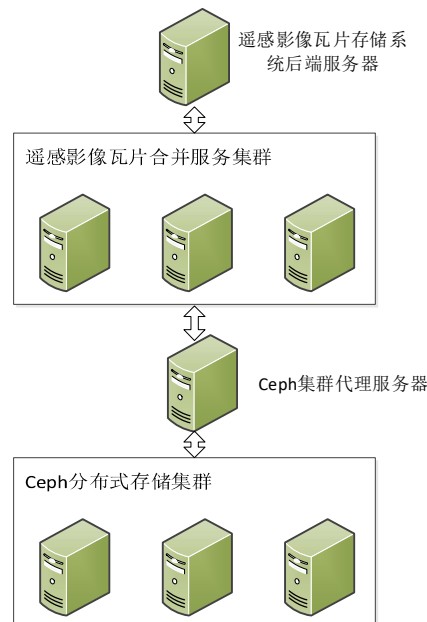 遥感影像瓦片存储系
统后端服务器
遥感影像瓦片合并服务集群
Ceph集群代理服务器
Ceph分布式存储集群